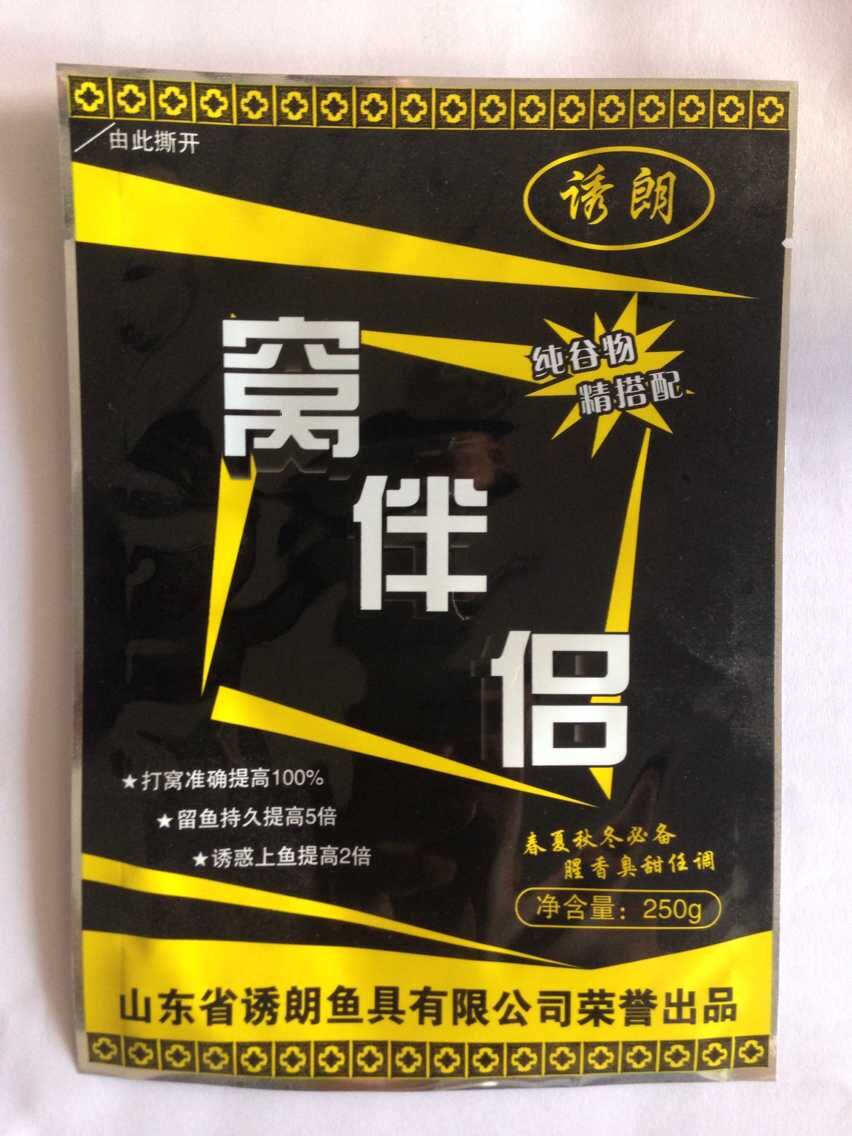 由此撕开
诱朗
纯谷物
精搭配
窝
伴
侣
★打窝准确提高100%
★留鱼持久提高5倍
★诱惑上鱼提高2倍
春夏秋冬必备
腥香臭甜任调
净含量：250g
山东省诱朗鱼具有限公司荣誉出品